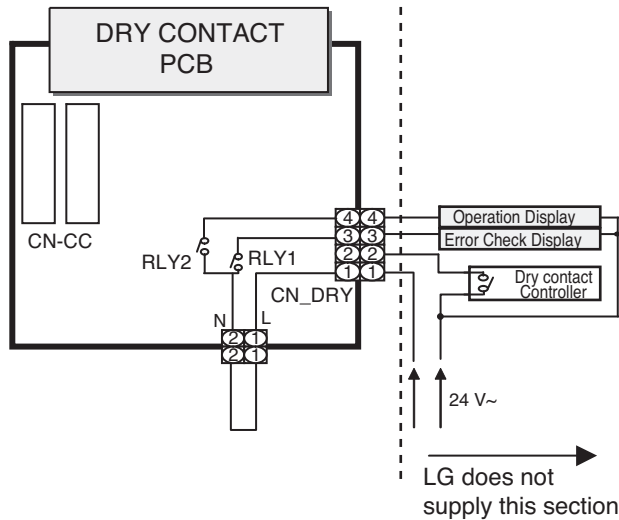 DRY CONTACT
PCB
CN-CC
RLY2
RLY1
4 4
3 3
2 2
1 1
CN_DRY
N
L
2 1
2 1
Operation Display
Error Check Display
Dry contact
Controller
24 V~
LG does not
supply this section